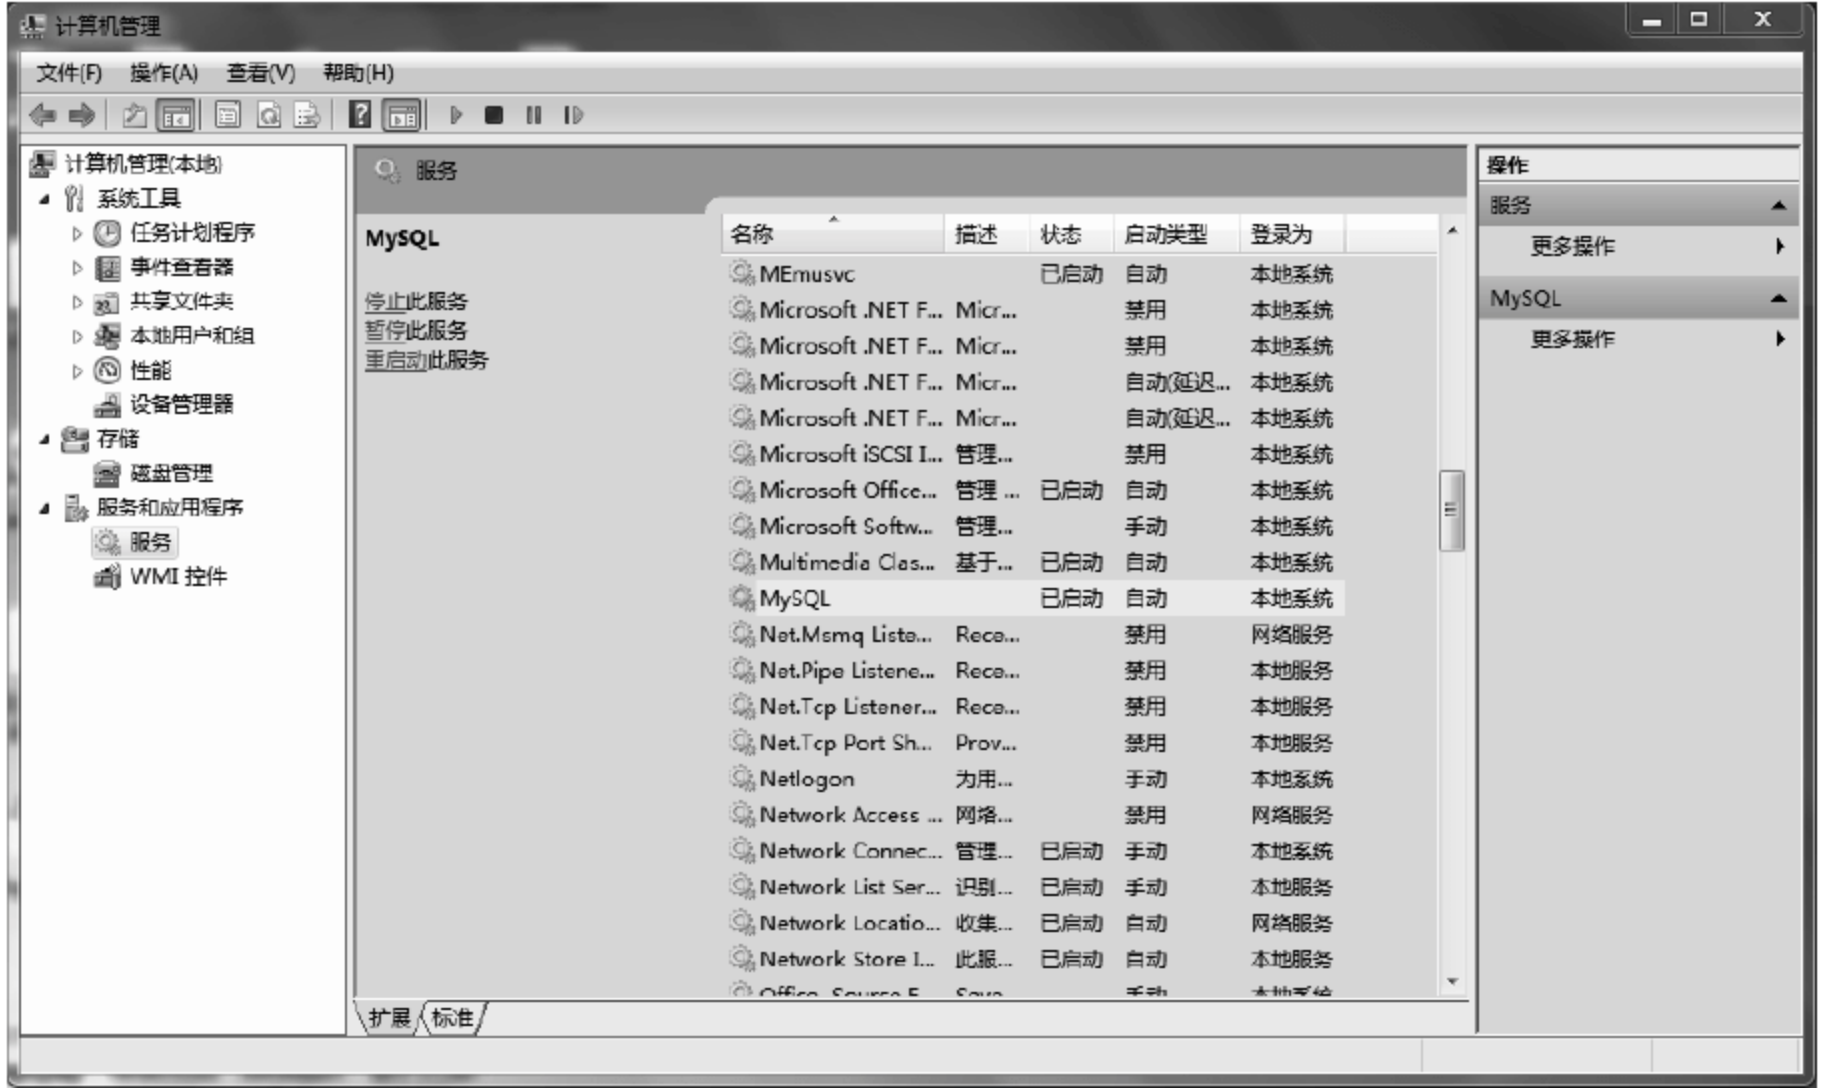 计算机管理
文件(F) 操作(A) 查看(V) 帮助(H)
计算机管理(本地)
系统工具
任务计划程序
事件查看器
共享文件夹
本地用户和组
性能
设备管理器
存储
磁盘管理
服务和应用程序
服务
WMI 控件
服务
MySQL
停止此服务
暂停此服务
重启动此服务
名称 描述 状态 启动类型 登录为
MEmusvc 已启动 自动 本地系统
Microsoft .NET F... Micr... 禁用 本地系统
Microsoft .NET F... Micr... 禁用 本地系统
Microsoft .NET F... Micr... 自动(延迟... 本地系统
Microsoft .NET F... Micr... 自动(延迟... 本地系统
Microsoft iSCSI I... 管理... 禁用 本地系统
Microsoft Office... 管理 ... 已启动 自动 本地系统
Microsoft Softw... 管理... 手动 本地系统
Multimedia Clas... 基于... 已启动 自动 本地系统
MySQL 已启动 自动 本地系统
Net.Msmq Liste... Rece... 禁用 网络服务
Net.Pipe Listene... Rece... 禁用 本地服务
Net.Tcp Listener... Rece... 禁用 本地服务
Net.Tcp Port Sh... Prov... 禁用 本地服务
Netlogon 为用... 手动 本地系统
Network Access ... 网络... 禁用 网络服务
Network Connec... 管理... 已启动 手动 本地系统
Network List Ser... 识别... 已启动 手动 本地服务
Network Locatio... 收集... 已启动 自动 网络服务
Network Store I... 此服... 已启动 自动 本地服务
扩展 标准
操作
服务
更多操作
MySQL
更多操作